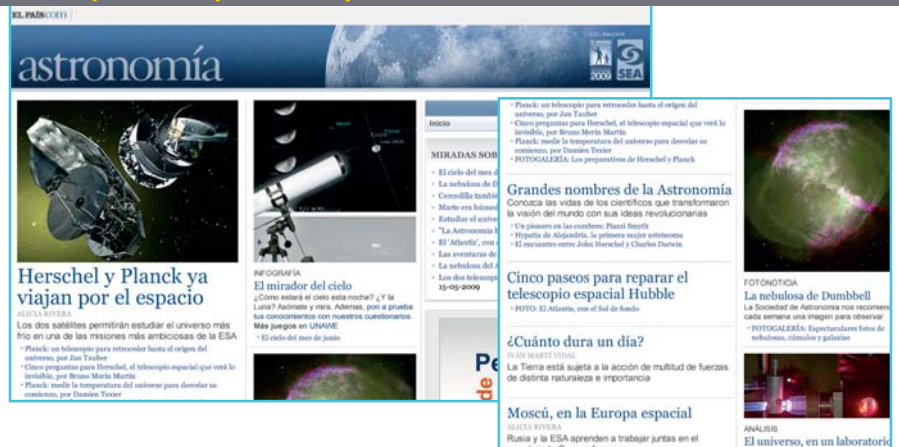 EL PAÍS.COM
astronomía
2009
SEA
Herschel y Planck ya
viajan por el espacio
ALICIA RIVERA
Los dos satélites permitirán estudiar el universo más
frío en una de las misiones más ambiciosas de la ESA
Planck: un telescopio para retroceder hasta el origen del
universo, por Jan Tauber
Cinco preguntas para Herschel, el telescopio espacial que verá lo
invisible, por Bruno Merín Martín
Planck: medir la temperatura del universo para desvelar su
comienzo, por Damien Texier
INFOGRAFÍA
El mirador del cielo
¿Cómo estará el cielo esta noche? ¿Y la
Luna? Asómate y mira. Ademas, pon a prueba
tus conocimientos con nuestros cuestionarios.
Más juegos en UNAWE
El cielo del mes de junio
Inicio
MIRADAS SOB
El cielo del mes d
La nebulosa de D
Cercedilla tambié
Marte era húmed
Estudiar el unive
"La Astronomía h
El 'Atlantis', con
Las aventuras de
La nebulosa del A
Los dos telescopi
15-05-2009
Pe
de
Planck: un telescopio para retroceder hasta el origen del
universo, por Jan Tauber
Cinco preguntas para Herschel, el telescopio espacial que verá lo
invisible, por Bruno Merín Martín
Planck: medir la temperatura del universo para desvelar su
comienzo, por Damien Texier
FOTOGALERÍA: Los preparativos de Herschel y Planck
Grandes nombres de la Astronomía
Conozca las vidas de los científicos que transformaron
la visión del mundo con sus ideas revolucionarias
Un pionero en las cumbres: Piazzi Smyth
Hypatia de Alejandría, la primera mujer astrónoma
El encuentro entre John Herschel y Charles Darwin
Cinco paseos para reparar el
telescopio espacial Hubble
FOTO: El Atlantis, con el Sol de fondo
¿Cuánto dura un día?
IVÁN MARTÍ VIDAL
La Tierra está sujeta a la acción de multitud de fuerzas
de distinta naturaleza e importancia
Moscú, en la Europa espacial
ALICIA RIVERA
Rusia y la ESA aprenden a trabajar juntas en el
FOTONOTICIA
La nebulosa de Dumbbell
La Sociedad de Astronomía nos recomien
cada semana una imagen para observar
FOTOGALERÍA: Espectaculares fotos de
nebulosas, cúmulos y galaxias
ANÁLISIS
El universo, en un laboratorio